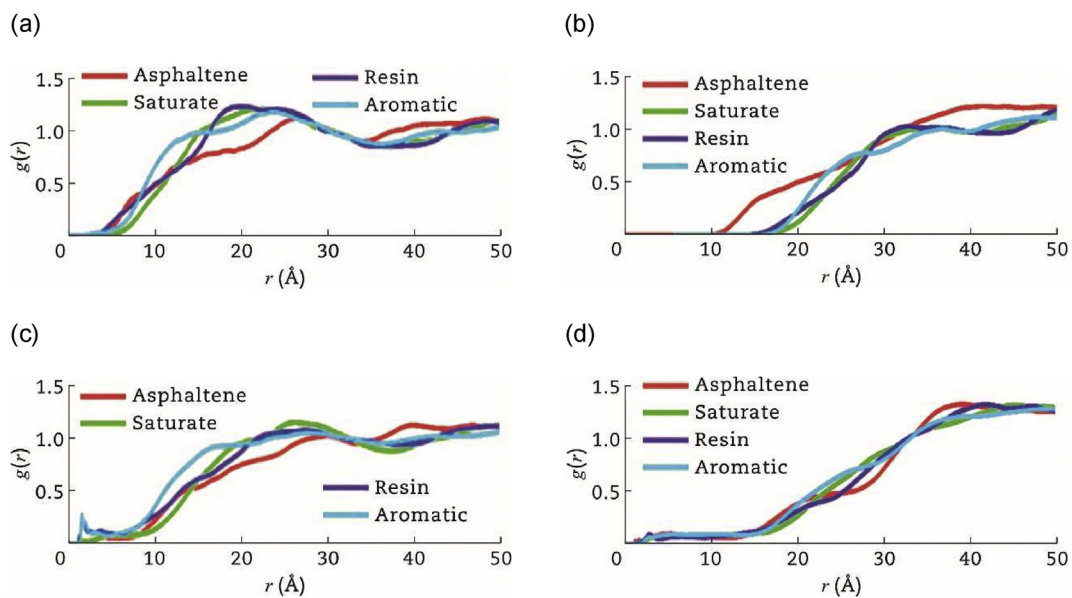 (a)
(b)
1.5
1.0
0.5
g(r)
Asphaltene
Resin
Saturate
Aromatic
0 10 20 30 40 50
r (Å)
1.5
1.0
0.5
g(r)
Asphaltene
Saturate
Resin
Aromatic
0 10 20 30 40 50
r (Å)
(c)
(d)
1.5
1.0
0.5
g(r)
Asphaltene
Saturate
Resin
Aromatic
0 10 20 30 40 50
r (Å)
1.5
1.0
0.5
g(r)
Asphaltene
Saturate
Resin
Aromatic
0 10 20 30 40 50
r (Å)